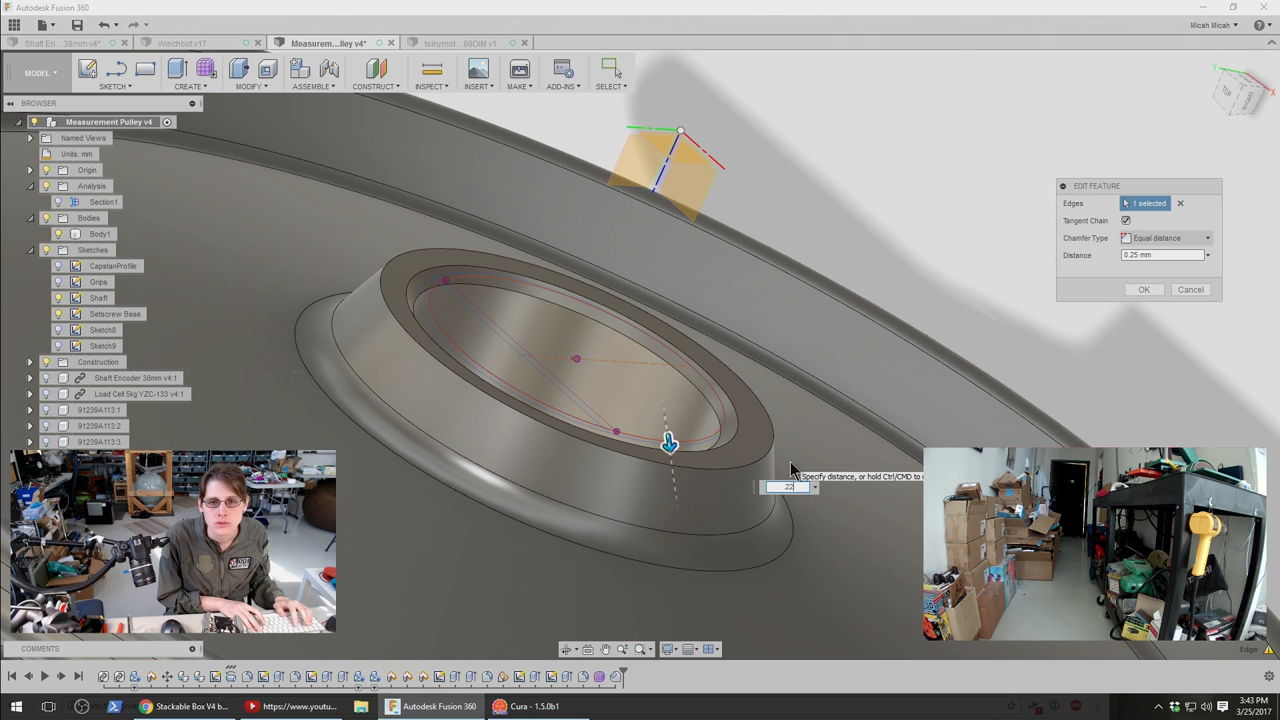 Autodesk Fusion 360
Micah Micah
Shaft En... 38mm v4*
Winchbot v17
Measurem...lley v4*
tsinymot...68DIM v1
MODEL
SKETCH
CREATE
MODIFY
ASSEMBLE
CONSTRUCT
INSPECT
INSERT
MAKE
ADD-INS
SELECT
TOP
RIGHT
Y
X
BROWSER
Measurement Pulley v4
Named Views
Units: mm
Origin
Analysis
Section1
Bodies
Body1
Sketches
CapstanProfile
Grips
Shaft
Setscrew Base
Sketch8
Sketch9
Construction
Shaft Encoder 38mm v4:1
Load Cell 5kg YZC-133 v4:1
91239A113:1
91239A113:2
91239A113:3
EDIT FEATURE
Edges
1 selected
Tangent Chain
Chamfer Type
Equal distance
Distance
0.25 mm
OK
Cancel
Specify distance, or hold Ctrl/CMD to
.22
COMMENTS
Edge
Stackable Box V4 b...
https://www.youtu...
Autodesk Fusion 360
Cura - 1.5.0b1
3:43 PM
3/25/2017